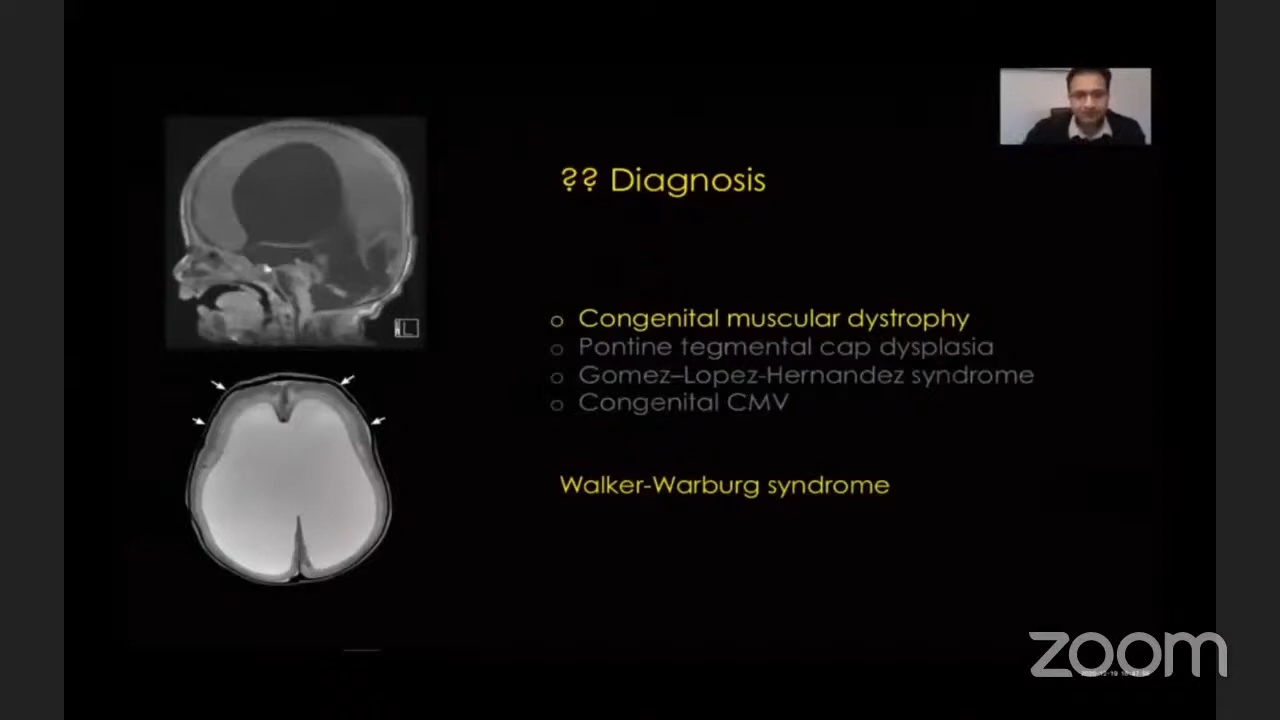 ?? Diagnosis
L
o Congenital muscular dystrophy
o Pontine tegmental cap dysplasia
o Gomez–Lopez-Hernandez syndrome
o Congenital CMV
Walker-Warburg syndrome
zoom